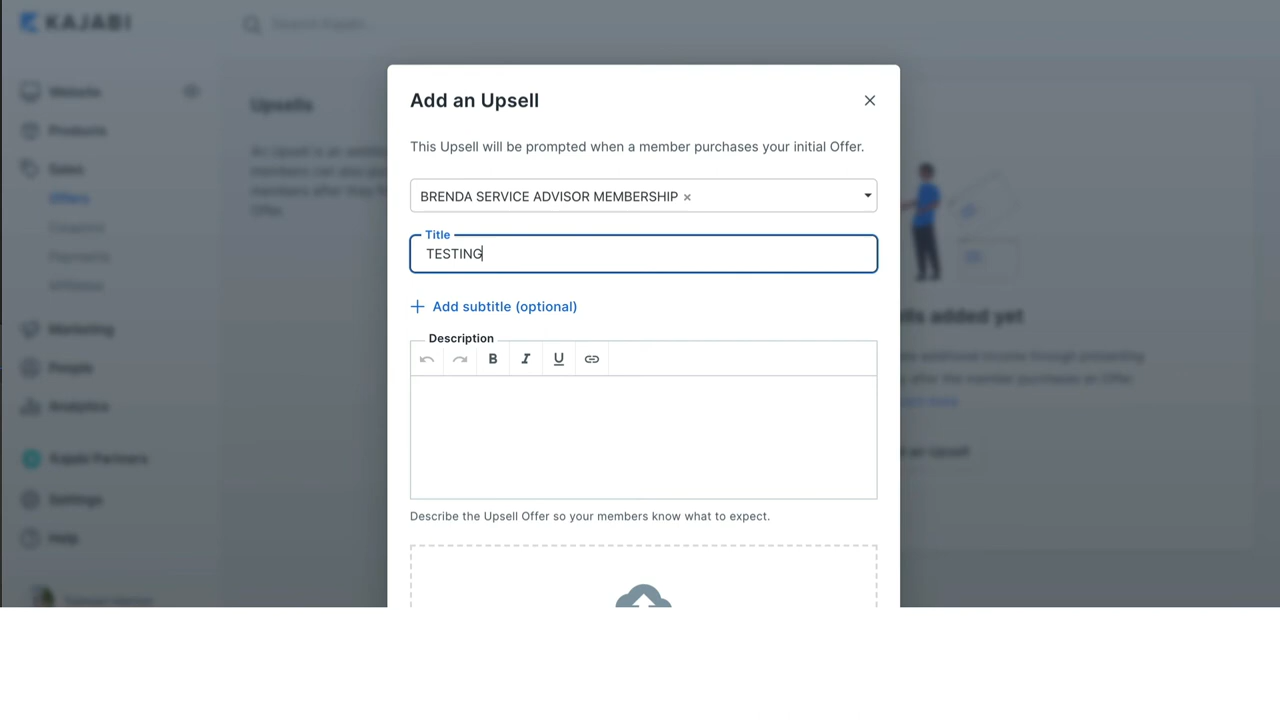 KAJABI
Search Kajabi...
Website
Products
Sales
Offers
Coupons
Payments
Affiliates
Marketing
People
Analytics
Kajabi Partners
Settings
Help
Upsells
An Upsell is an
members can also
members after they
Offer.
Add an Upsell
This Upsell will be prompted when a member purchases your initial Offer.
BRENDA SERVICE ADVISOR MEMBERSHIP ×
Title
TESTING
+ Add subtitle (optional)
Description
B I U
Describe the Upsell Offer so your members know what to expect.
added yet
additional income through presenting
after the member purchases an Offer.
an Upsell